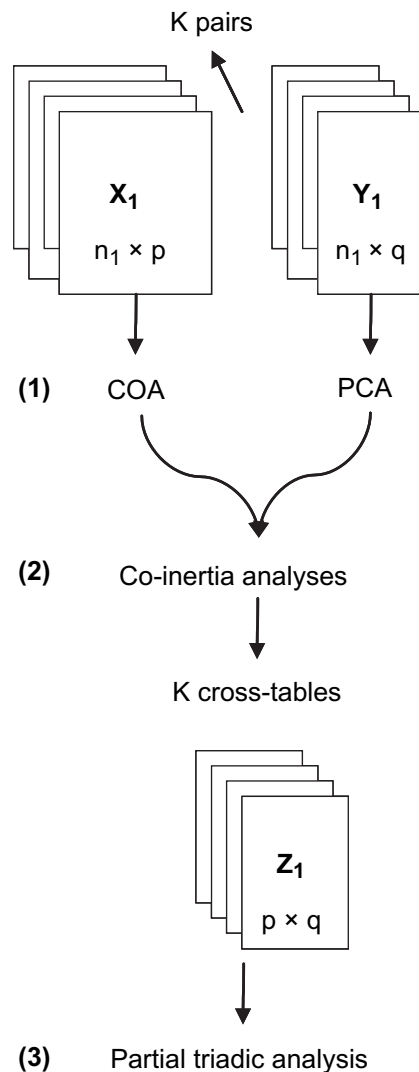 K pairs
X1
n1 × p
Y1
n1 × q
(1) COA PCA
(2) Co-inertia analyses
K cross-tables
Z1
p × q
(3) Partial triadic analysis